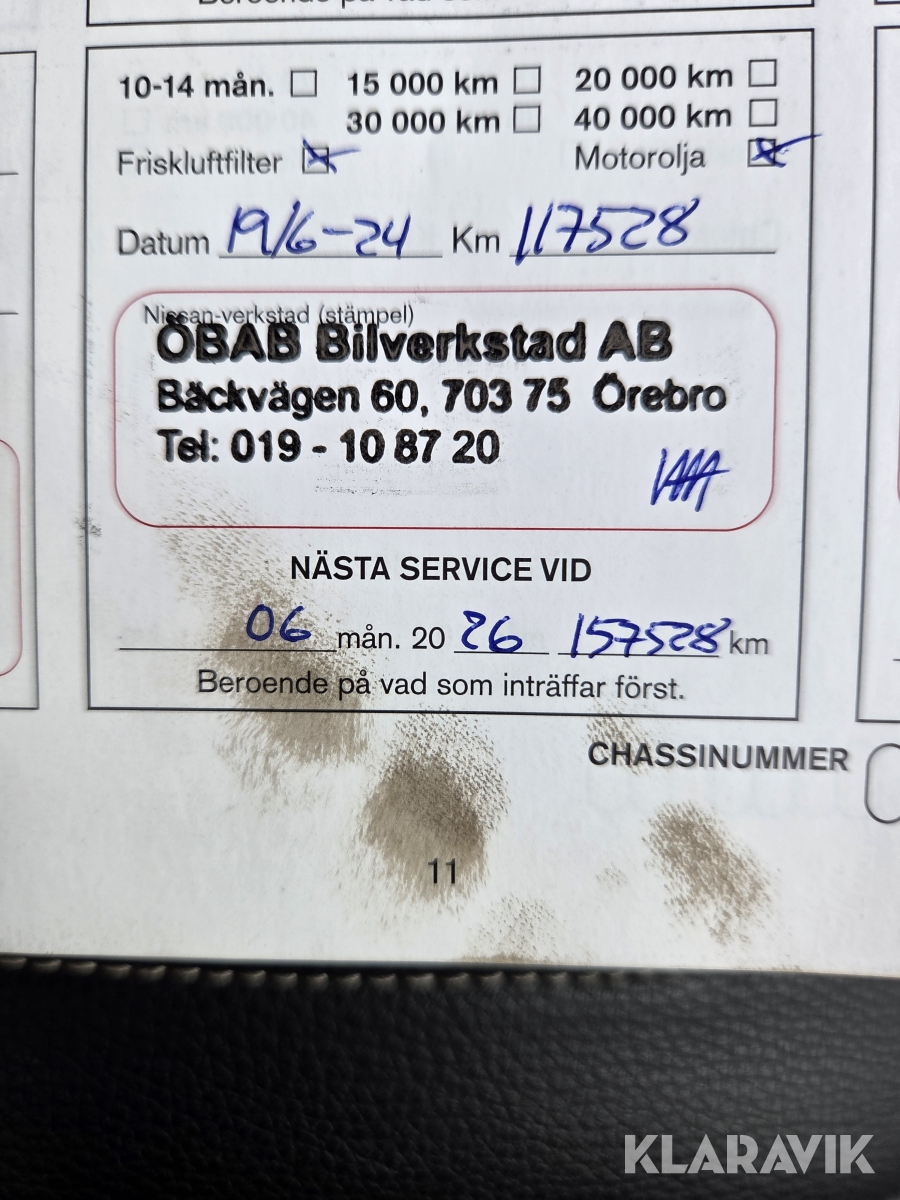 10-14 mån. 15 000 km 20 000 km
30 000 km 40 000 km
Friskluftfilter Motorolja
Datum 19/6-24 Km 117528
Nissan-verkstad (stämpel)
ÖBAB Bilverkstad AB
Bäckvägen 60, 703 75 Örebro
Tel: 019 - 10 87 20
NÄSTA SERVICE VID
06 mån. 20 26 157528 km
Beroende på vad som inträffar först.
CHASSINUMMER
11
KLARAVIK